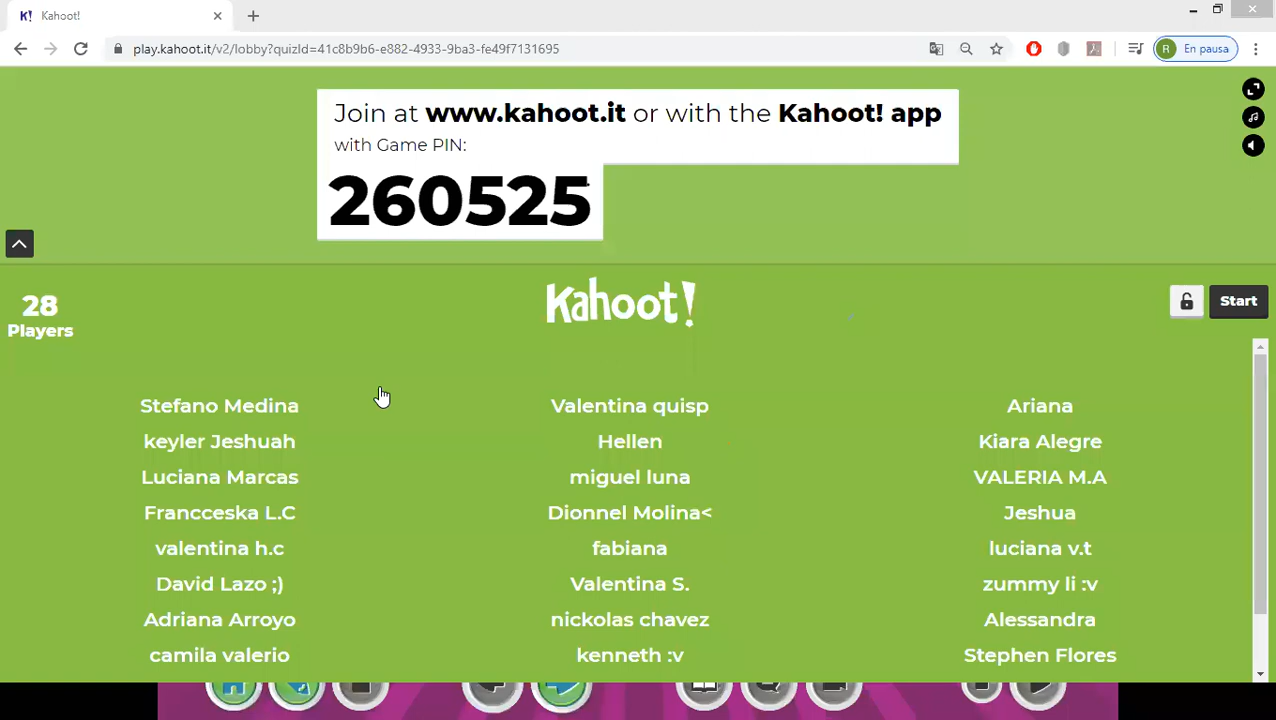 Kahoot!
play.kahoot.it/v2/lobby?quizId=41c8b9b6-e882-4933-9ba3-fe49f7131695
R En pausa
Join at www.kahoot.it or with the Kahoot! app
with Game PIN:
260525
28
Players
Kahoot!
Start
Stefano Medina Valentina quisp Ariana
keyler Jeshuah Hellen Kiara Alegre
Luciana Marcas miguel luna VALERIA M.A
Francceska L.C Dionnel Molina< Jeshua
valentina h.c fabiana luciana v.t
David Lazo ;) Valentina S. zummy li :v
Adriana Arroyo nickolas chavez Alessandra
camila valerio kenneth :v Stephen Flores